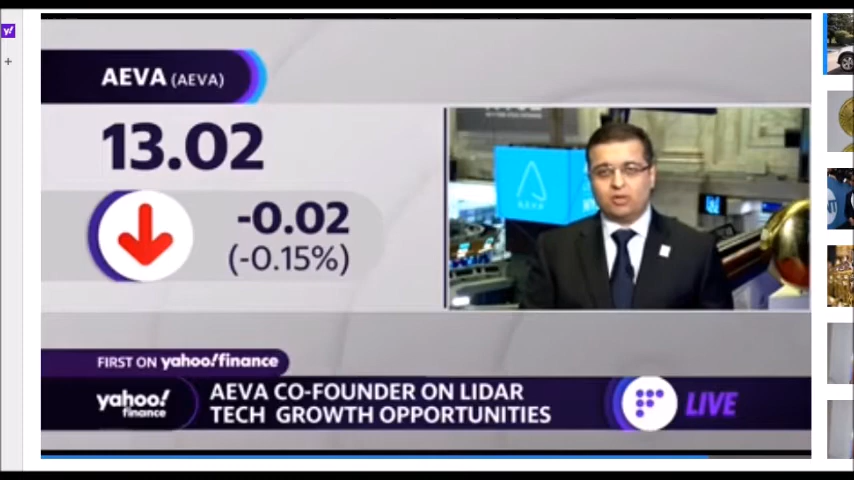 y!
+
AEVA (AEVA)
13.02
-0.02
(-0.15%)
AEVA
FIRST ON yahoo!finance
yahoo!
finance
AEVA CO-FOUNDER ON LIDAR
TECH GROWTH OPPORTUNITIES
LIVE